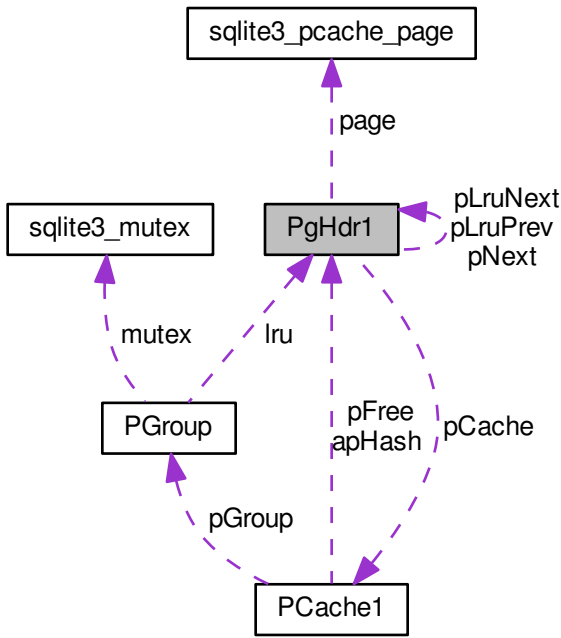 sqlite3_pcache_page
page
sqlite3_mutex
PgHdr1
pLruNext
pLruPrev
pNext
mutex
lru
PGroup
pFree
apHash
pCache
pGroup
PCache1